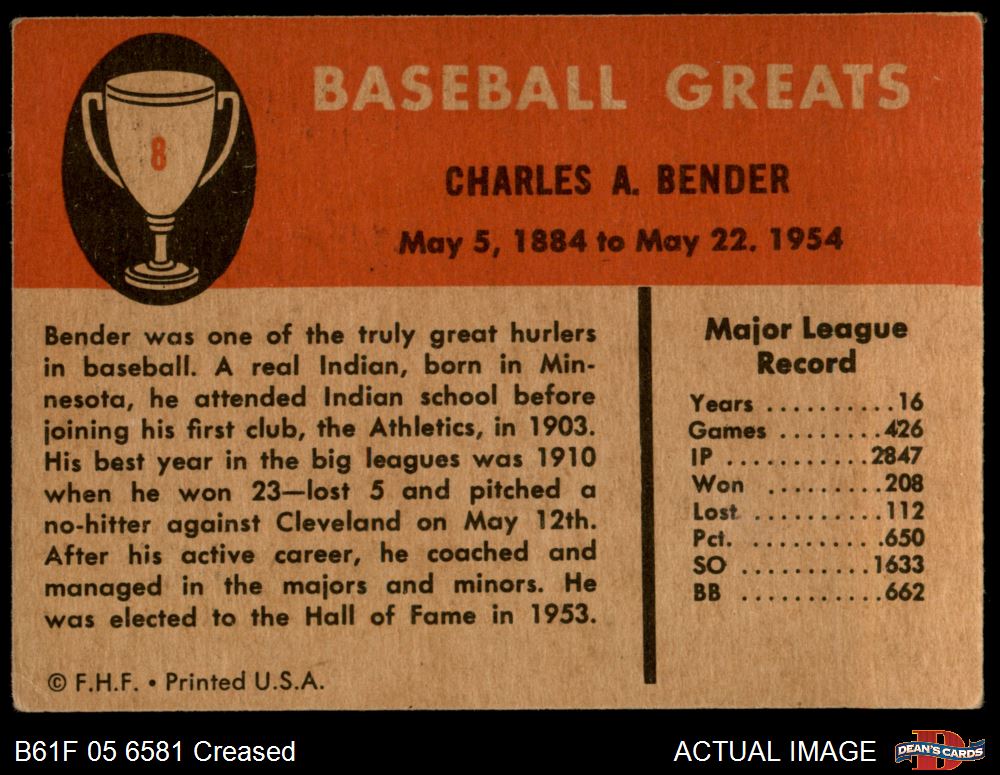 8
BASEBALL GREATS
CHARLES A. BENDER
May 5, 1884 to May 22. 1954
Bender was one of the truly great hurlers
in baseball. A real Indian, born in Min-
nesota, he attended Indian school before
joining his first club, the Athletics, in 1903.
His best year in the big leagues was 1910
when he won 23—lost 5 and pitched a
no-hitter against Cleveland on May 12th.
After his active career, he coached and
managed in the majors and minors. He
was elected to the Hall of Fame in 1953.
© F.H.F. • Printed U.S.A.
Major League
Record
Years ..........16
Games ........426
IP ...........2847
Won .........208
Lost ..........112
Pct. ..........650
SO ..........1633
BB ...........662
B61F 05 6581 Creased
ACTUAL IMAGE
D
DEAN'S CARDS